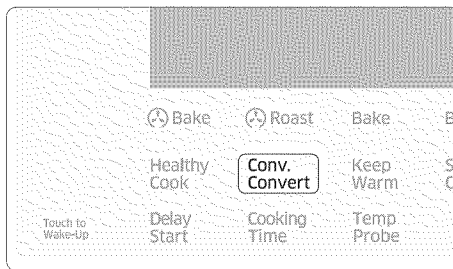 Bake Roast Bake B
Healthy Cook
Conv. Convert
Keep Warm
S
C
Touch to Wake-Up
Delay Start
Cooking Time
Temp Probe